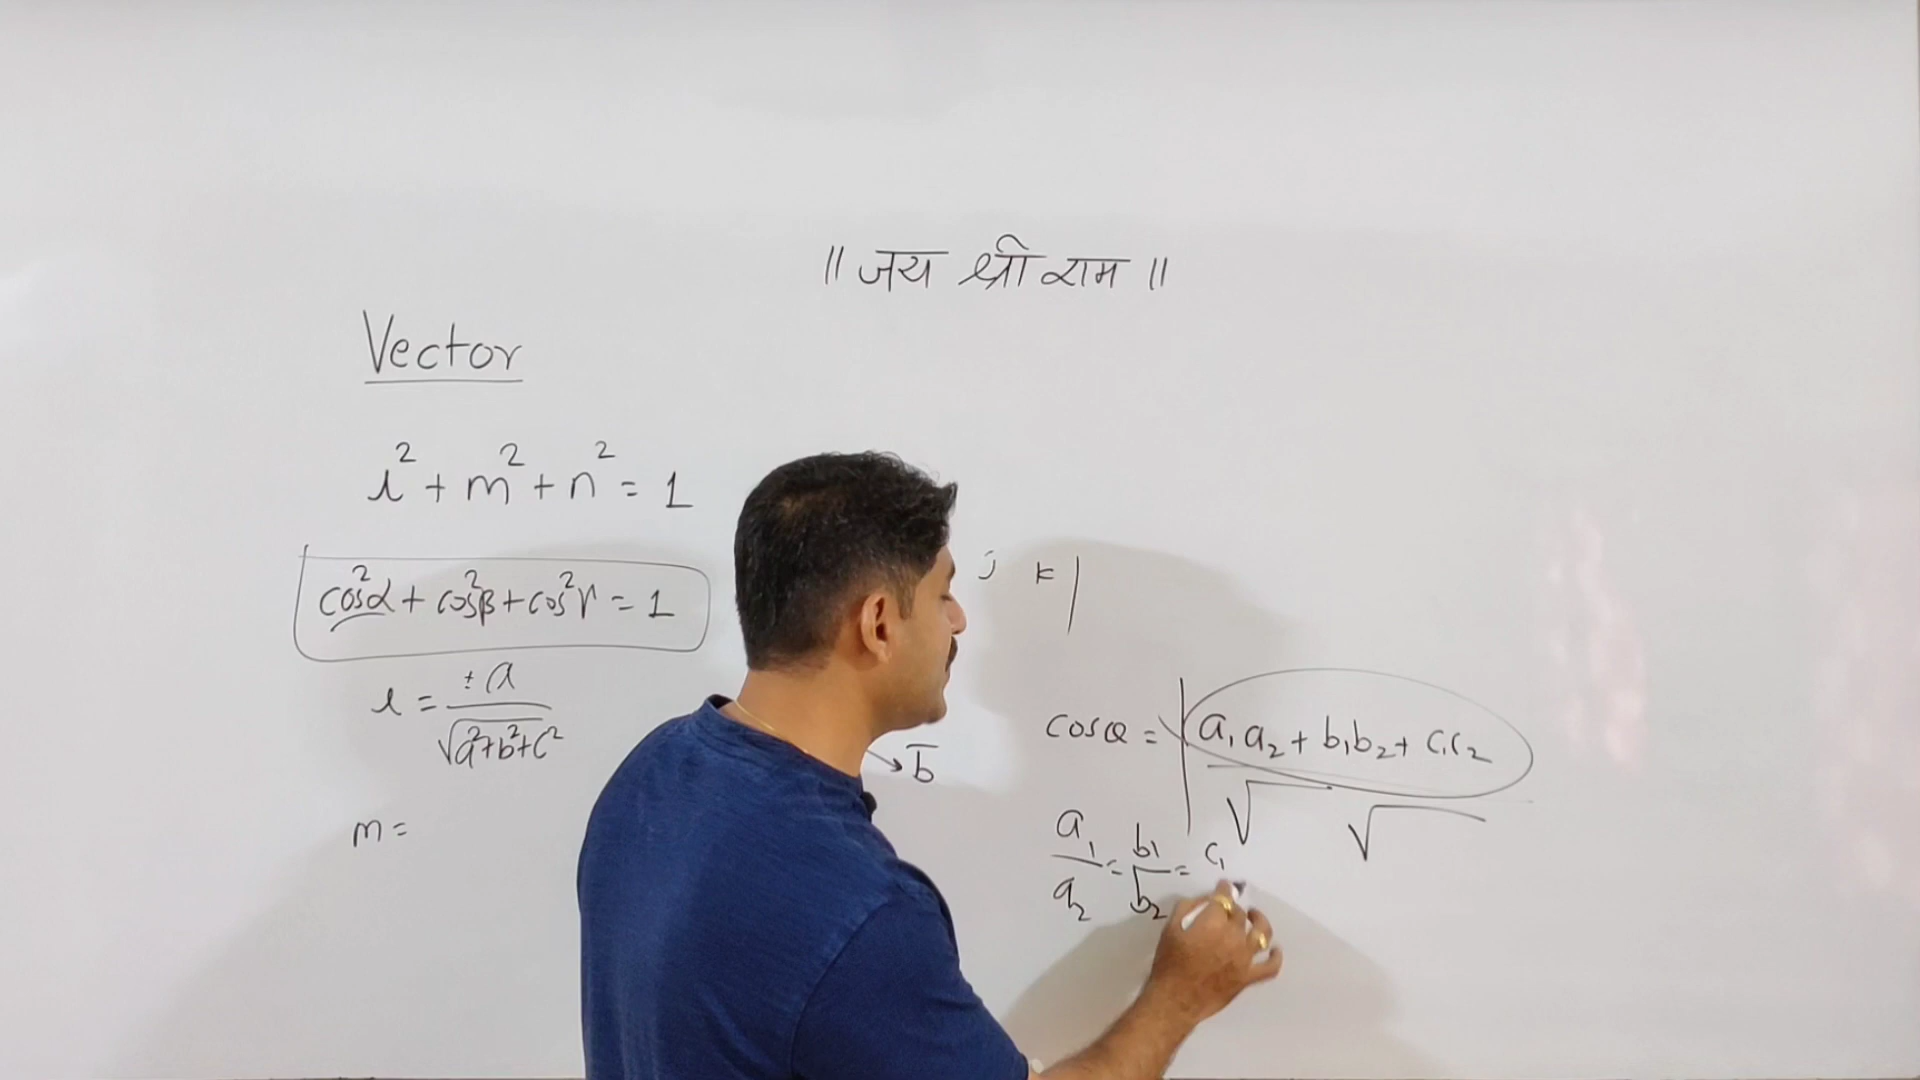 ॥ जय श्री राम ॥
Vector
l² + m² + n² = 1
cos²α + cos²β + cos²γ = 1
j k |
l = ± a / √a²+b²+c²
cosθ = | a₁a₂ + b₁b₂ + c₁c₂ / √ √
b̅
m =
a₁/a₂ = b₁/b₂ = c₁